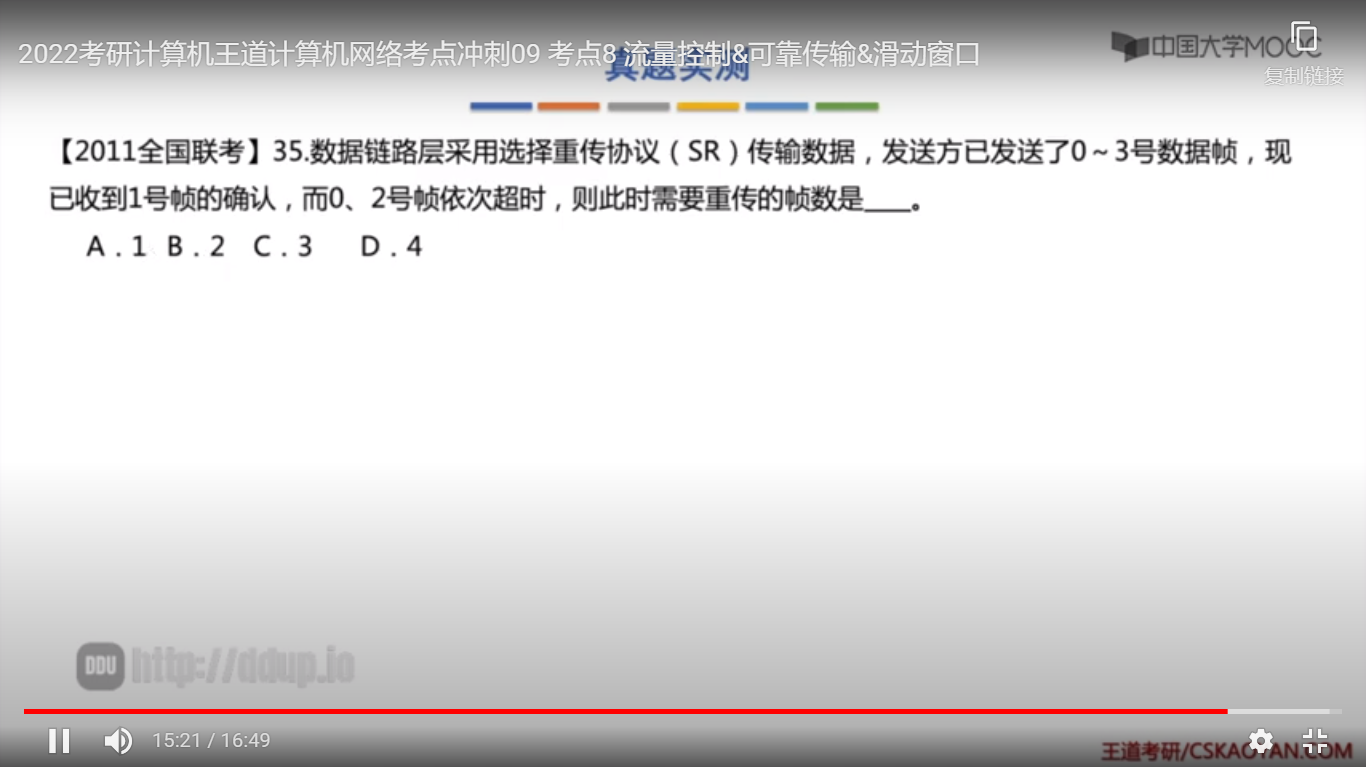 2022考研计算机王道计算机网络考点冲刺09 考点8 流量控制&可靠传输&滑动窗口
真题实测
中国大学MOOC
复制链接
【2011全国联考】35.数据链路层采用选择重传协议（SR）传输数据，发送方已发送了0～3号数据帧，现
已收到1号帧的确认，而0、2号帧依次超时，则此时需要重传的帧数是___。
A．1 B．2 C．3 D．4
DDU http://ddup.io
15:21 / 16:49
王道考研/CSKAOYAN.COM